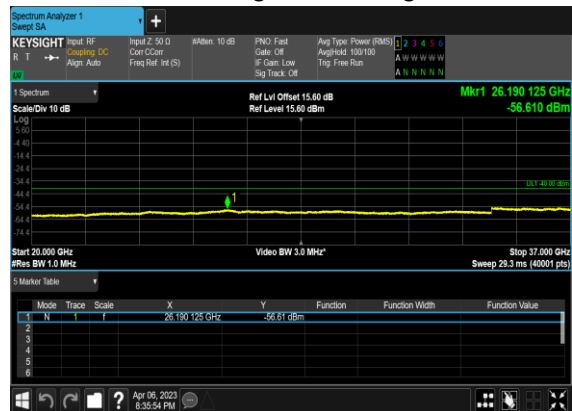 Spectrum Analyzer 1
Swept SA
+
KEYSIGHT Input: RF Input Z: 50 Ω #Atten: 10 dB PNO: Fast Avg Type: Power (RMS) 1 2 3 4 5 6
R T Coupling: DC Corr CCorr Gate: Off Avg|Hold: 100/100 A W W W W W
Align: Auto Freq Ref: Int (S) IF Gain: Low Trig: Free Run
Sig Track: Off A N N N N N
1 Spectrum Ref Lvl Offset 15.60 dB Mkr1 26.190 125 GHz
Scale/Div 10 dB Ref Level 15.60 dBm -56.610 dBm
Log
5.60
-4.40
-14.4
-24.4
-34.4
DL1 -40.00 dBm
-44.4
1
-54.4
-64.4
-74.4
Start 20.000 GHz Video BW 3.0 MHz* Stop 37.000 GHz
#Res BW 1.0 MHz Sweep 29.3 ms (40001 pts)
5 Marker Table
Mode Trace Scale X Y Function Function Width Function Value
1 N 1 f 26.190 125 GHz -56.61 dBm
2
3
4
5
6
? Apr 06, 2023
8:35:54 PM